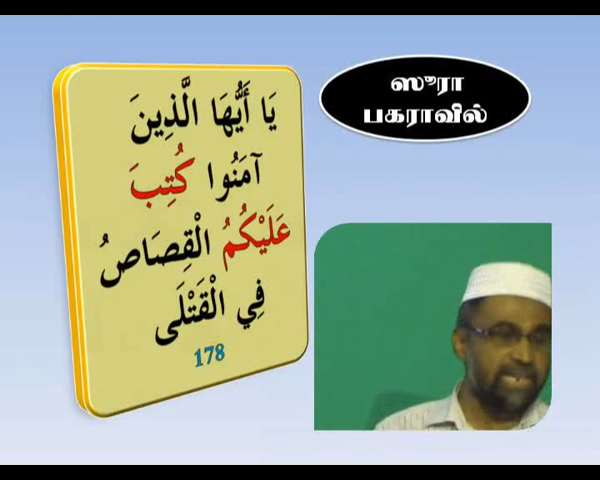 يَا أَيُّهَا الَّذِينَ
آمَنُوا كُتِبَ
عَلَيْكُمُ الْقِصَاصُ
فِي الْقَتْلَى
178
ஸூரா
பகராவில்